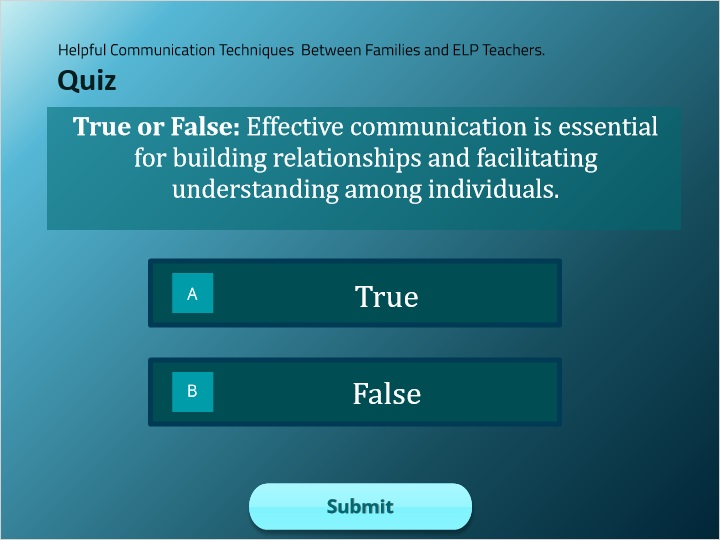 Helpful Communication Techniques  Between Families and ELP Teachers.
Quiz
True or False: Effective communication is essential
for building relationships and facilitating
understanding among individuals.
A
True
B
False
Submit